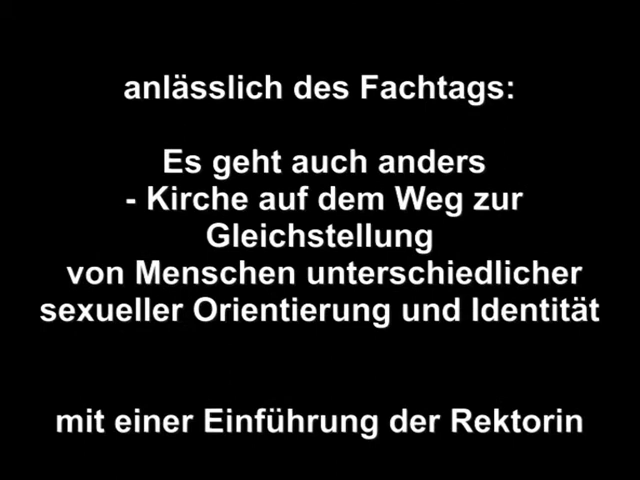 anlässlich des Fachtags:
Es geht auch anders
- Kirche auf dem Weg zur
Gleichstellung
von Menschen unterschiedlicher
sexueller Orientierung und Identität
mit einer Einführung der Rektorin